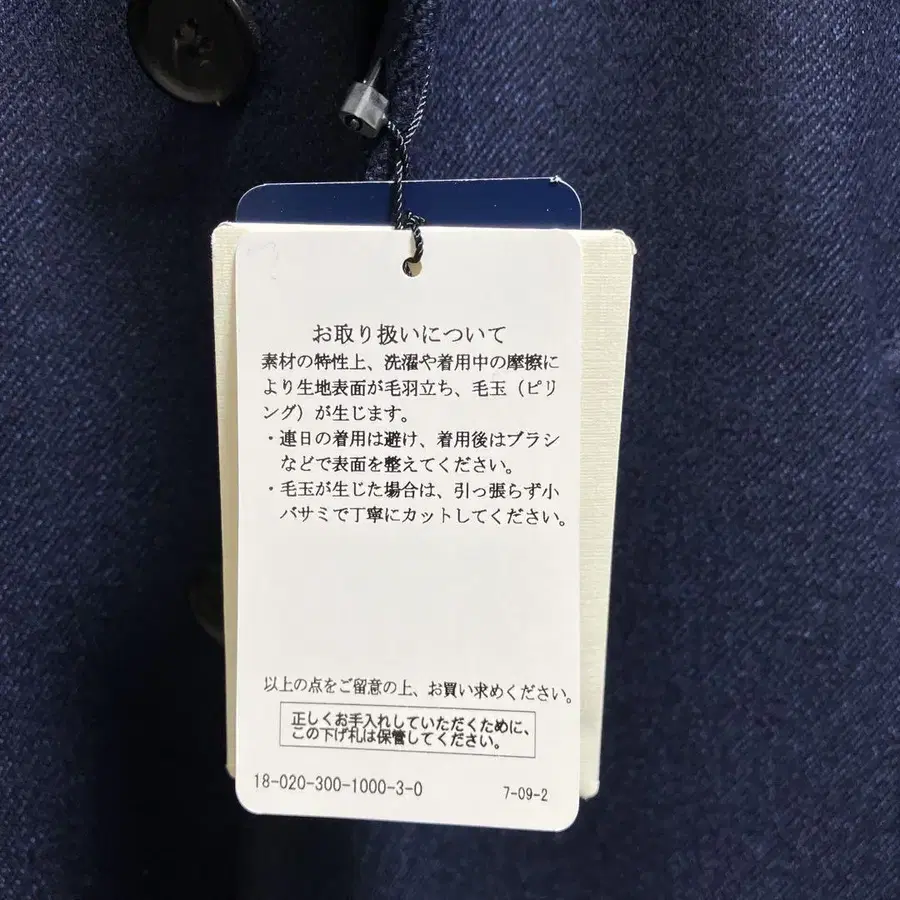 お取り扱いについて
素材の特性上、洗濯や着用中の摩擦に
より生地表面が毛羽立ち、毛玉（ピリ
ング）が生じます。
・連日の着用は避け、着用後はブラシ
などで表面を整えてください。
・毛玉が生じた場合は、引っ張らず小
バサミで丁寧にカットしてください。
以上の点をご留意の上、お買い求めください。
正しくお手入れしていただくために、
この下げ札は保管してください。
18-020-300-1000-3-0 7-09-2